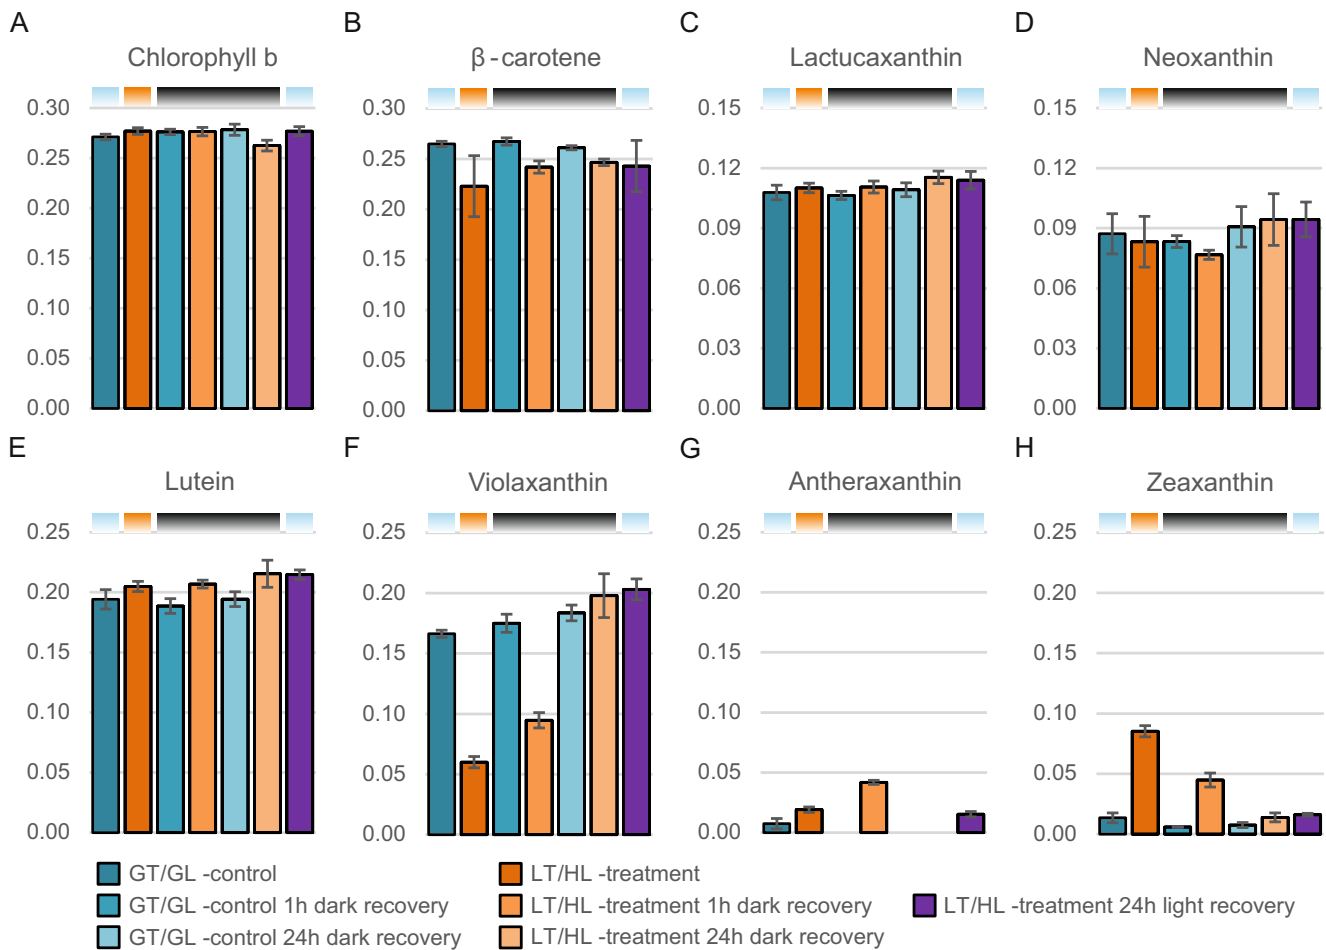 A
B
C
D
Chlorophyll b
β-carotene
Lactucaxanthin
Neoxanthin
0.30
0.25
0.20
0.15
0.10
0.05
0.00
0.30
0.25
0.20
0.15
0.10
0.05
0.00
0.15
0.12
0.09
0.06
0.03
0.00
0.15
0.12
0.09
0.06
0.03
0.00
E
F
G
H
Lutein
Violaxanthin
Antheraxanthin
Zeaxanthin
0.25
0.20
0.15
0.10
0.05
0.00
0.25
0.20
0.15
0.10
0.05
0.00
0.25
0.20
0.15
0.10
0.05
0.00
0.25
0.20
0.15
0.10
0.05
0.00
GT/GL -control
GT/GL -control 1h dark recovery
GT/GL -control 24h dark recovery
LT/HL -treatment
LT/HL -treatment 1h dark recovery
LT/HL -treatment 24h dark recovery
LT/HL -treatment 24h light recovery